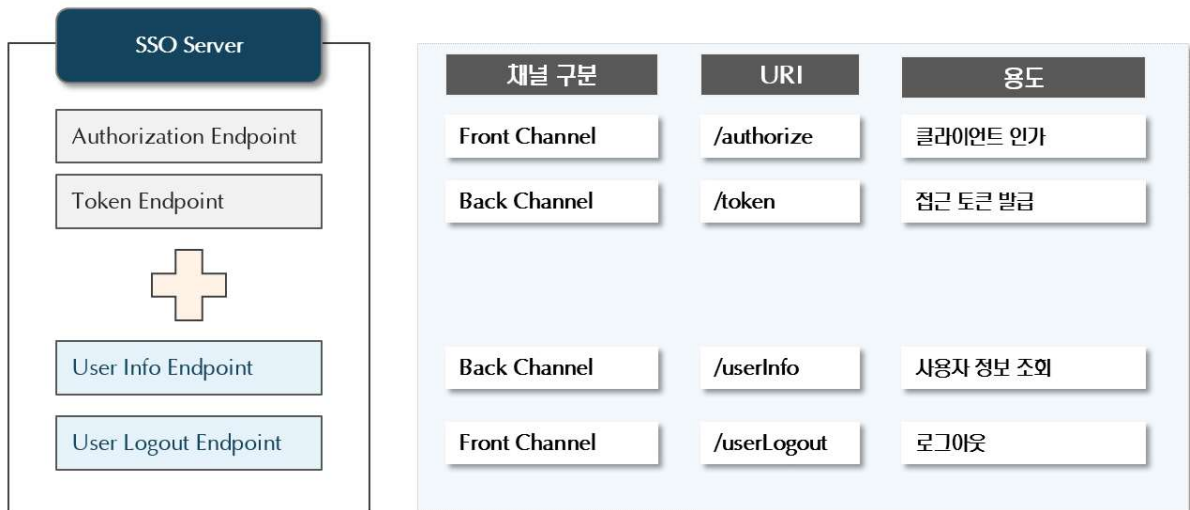 SSO Server
채널 구분 URI 용도
Authorization Endpoint Front Channel /authorize 클라이언트 인가
Token Endpoint Back Channel /token 접근 토큰 발급
User Info Endpoint Back Channel /userInfo 사용자 정보 조회
User Logout Endpoint Front Channel /userLogout 로그아웃